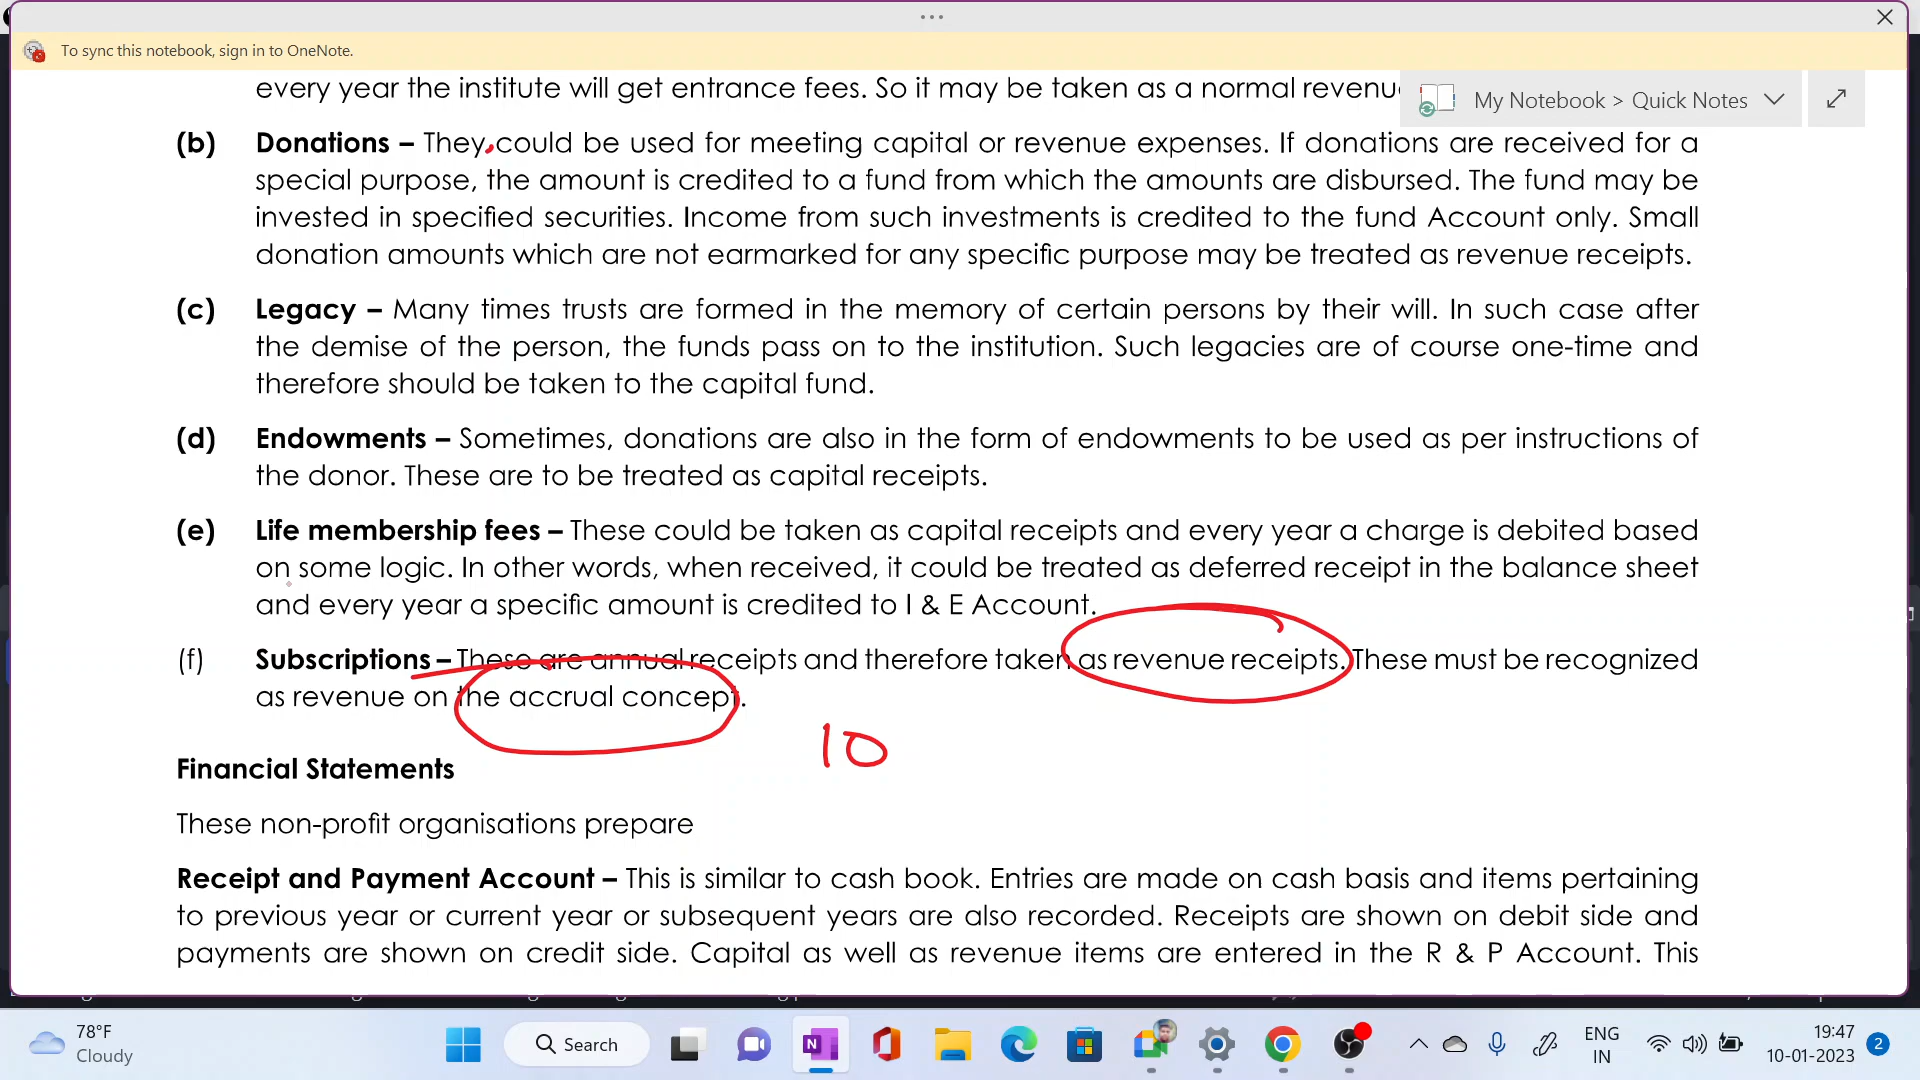 To sync this notebook, sign in to OneNote.
My Notebook > Quick Notes
every year the institute will get entrance fees. So it may be taken as a normal revenu
(b) Donations – They could be used for meeting capital or revenue expenses. If donations are received for a
special purpose, the amount is credited to a fund from which the amounts are disbursed. The fund may be
invested in specified securities. Income from such investments is credited to the fund Account only. Small
donation amounts which are not earmarked for any specific purpose may be treated as revenue receipts.
(c) Legacy – Many times trusts are formed in the memory of certain persons by their will. In such case after
the demise of the person, the funds pass on to the institution. Such legacies are of course one-time and
therefore should be taken to the capital fund.
(d) Endowments – Sometimes, donations are also in the form of endowments to be used as per instructions of
the donor. These are to be treated as capital receipts.
(e) Life membership fees – These could be taken as capital receipts and every year a charge is debited based
on some logic. In other words, when received, it could be treated as deferred receipt in the balance sheet
and every year a specific amount is credited to I & E Account.
(f) Subscriptions – These are annual receipts and therefore taken as revenue receipts. These must be recognized
as revenue on the accrual concept.
10
Financial Statements
These non-profit organisations prepare
Receipt and Payment Account – This is similar to cash book. Entries are made on cash basis and items pertaining
to previous year or current year or subsequent years are also recorded. Receipts are shown on debit side and
payments are shown on credit side. Capital as well as revenue items are entered in the R & P Account. This
78°F
Cloudy
Search
ENG
IN
19:47
10-01-2023
2